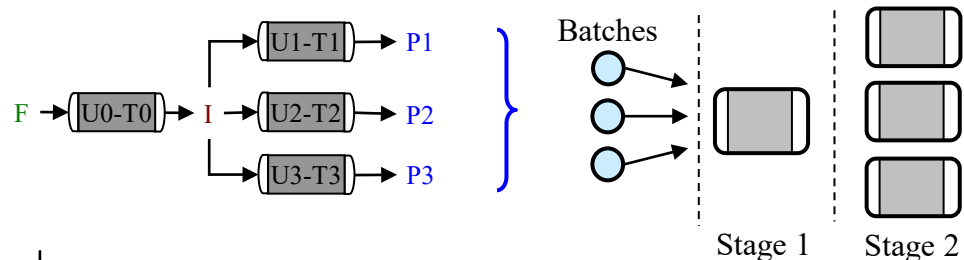 U1-T1 P1
Batches
F U0-T0 I U2-T2 P2
U3-T3 P3
Stage 1 Stage 2